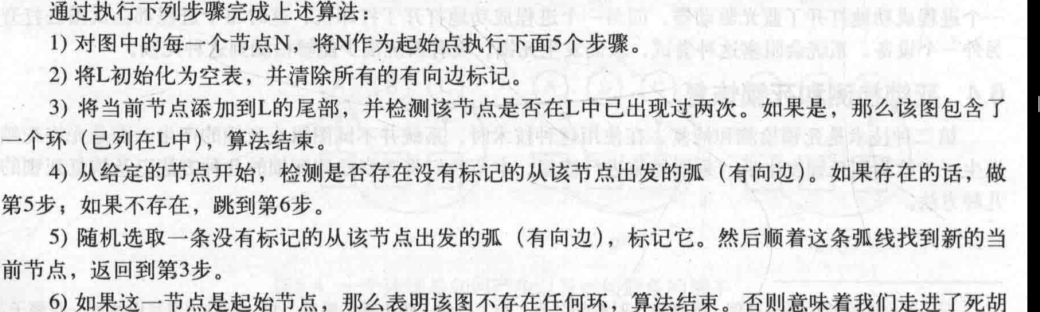 通过执行下列步骤完成上述算法：
1) 对图中的每一个节点N，将N作为起始点执行下面5个步骤。
2) 将L初始化为空表，并清除所有的有向边标记。
3) 将当前节点添加到L的尾部，并检测该节点是否在L中已出现过两次。如果是，那么该图包含了
一个环（已列在L中），算法结束。
4) 从给定的节点开始，检测是否存在没有标记的从该节点出发的弧（有向边）。如果存在的话，做
第5步；如果不存在，跳到第6步。
5) 随机选取一条没有标记的从该节点出发的弧（有向边），标记它。然后顺着这条弧线找到新的当
前节点，返回到第3步。
6) 如果这一节点是起始节点，那么表明该图不存在任何环，算法结束。否则意味着我们走进了死胡